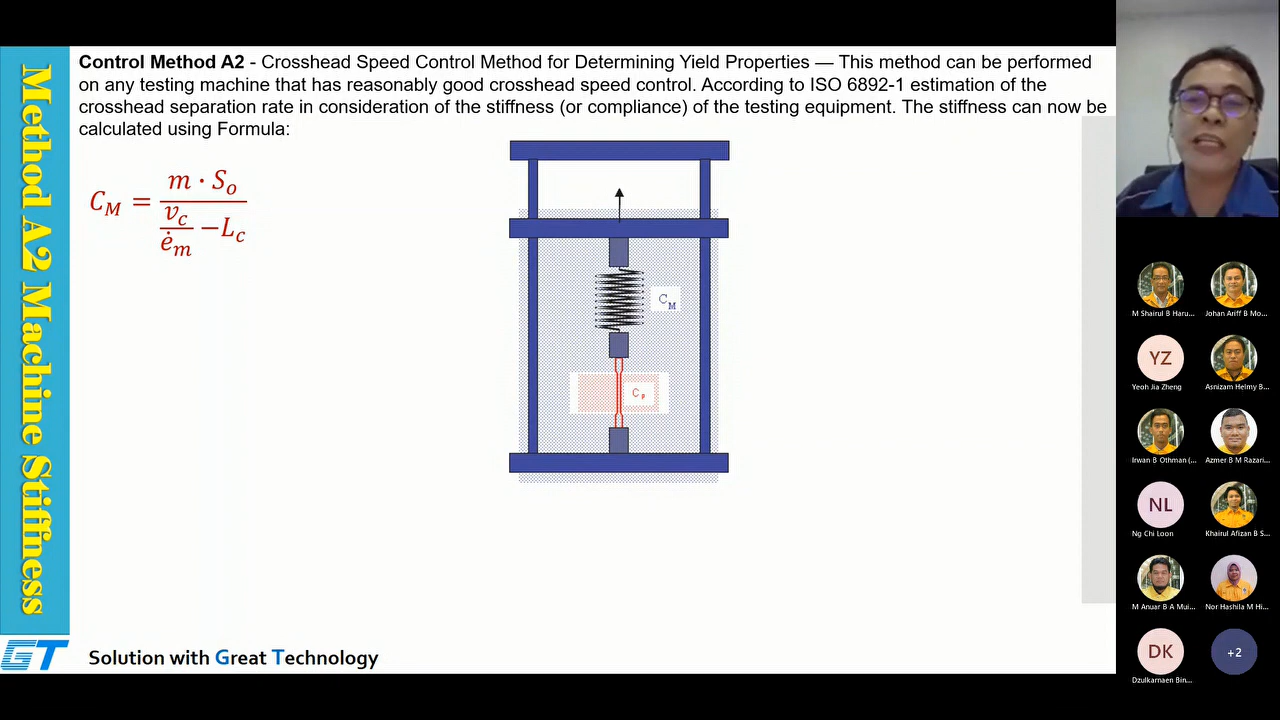 Method A2 Machine Stiffness
Control Method A2 - Crosshead Speed Control Method for Determining Yield Properties — This method can be performed
on any testing machine that has reasonably good crosshead speed control. According to ISO 6892-1 estimation of the
crosshead separation rate in consideration of the stiffness (or compliance) of the testing equipment. The stiffness can now be
calculated using Formula:
C_M = (m · S_o) / (v_c / ė_m − L_c)
C_M
C_P
GT
Solution with Great Technology
M Shairul B Haru...
Johan Ariff B Mo...
YZ
Yeoh Jia Zheng
Asnizam Helmy B...
Irwan B Othman (...
Azmer B M Razari...
NL
Ng Chi Loon
Khairul Afizan B S...
M Anuar B A Mui...
Nor Hashila M Hi...
DK
+2
Dzulkarnaen Bin...